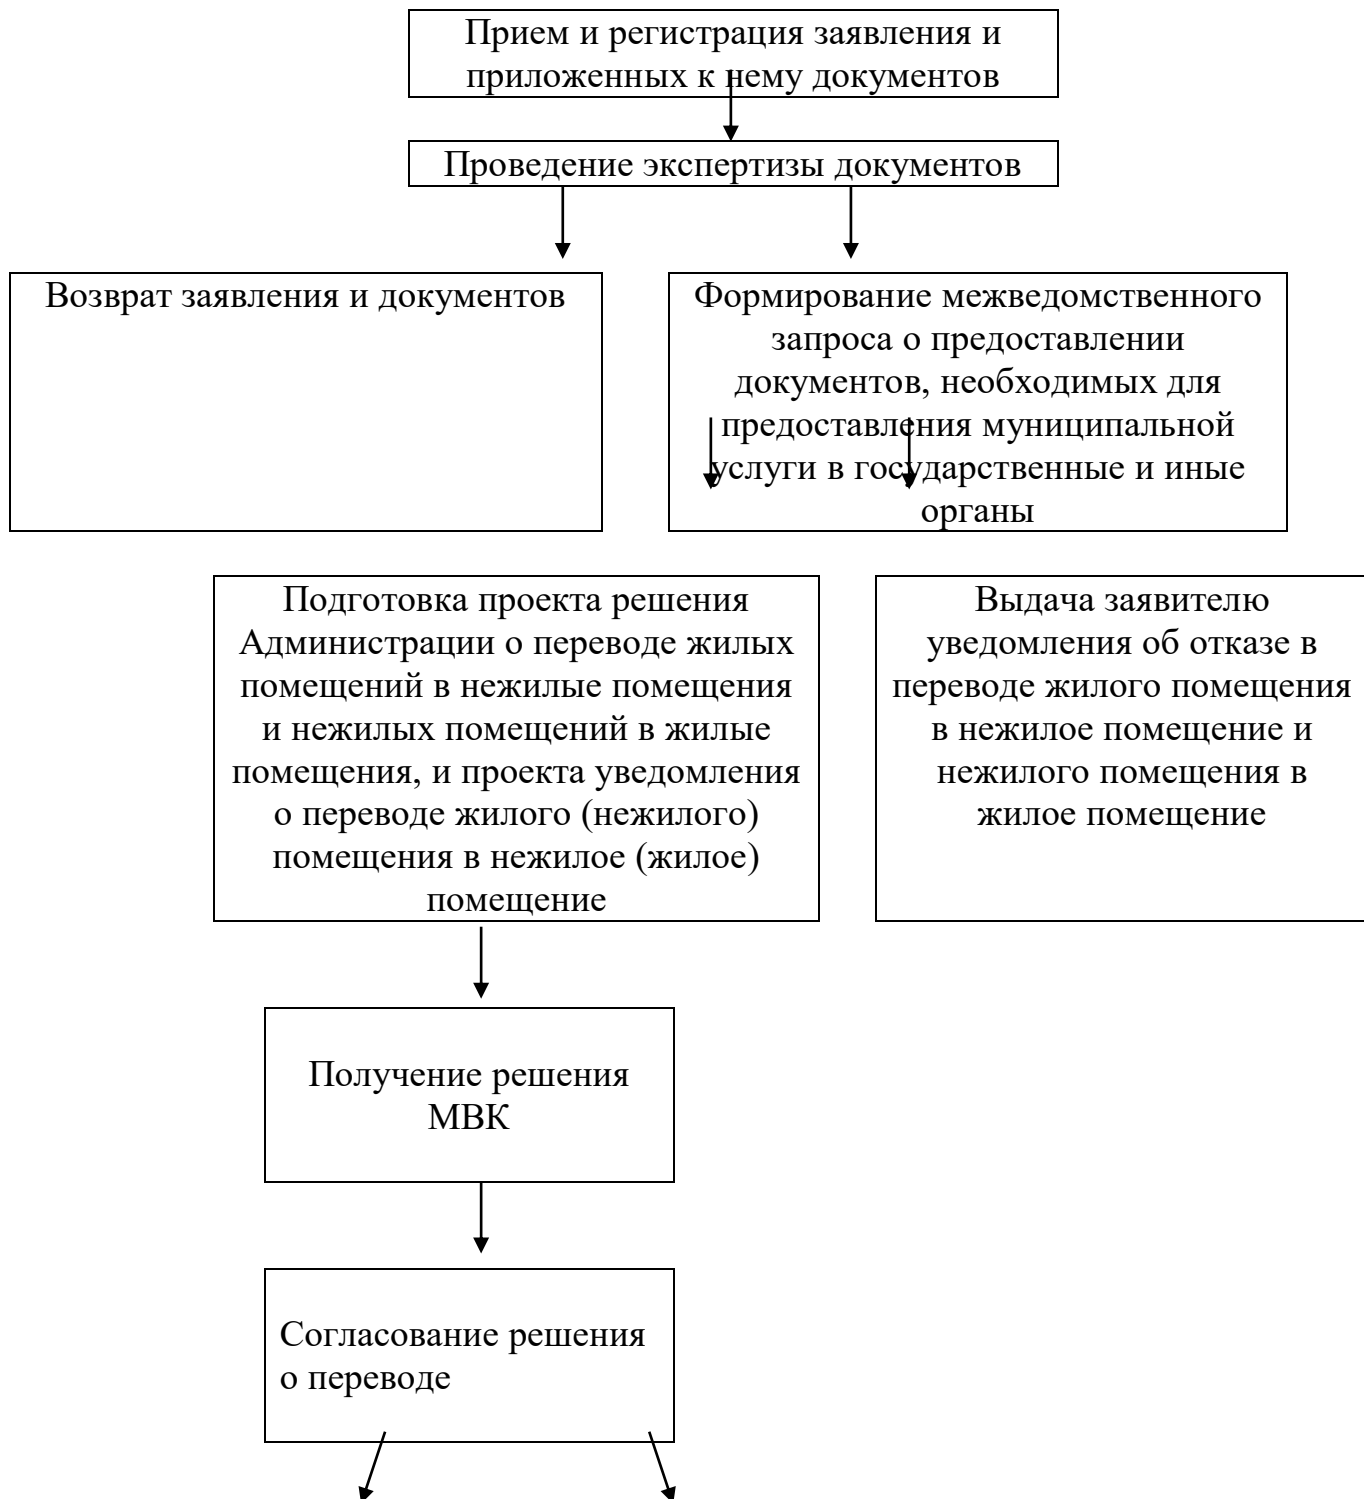 Прием и регистрация заявления и
приложенных к нему документов
Проведение экспертизы документов
Возврат заявления и документов
Формирование межведомственного
запроса о предоставлении
документов, необходимых для
предоставления муниципальной
услуги в государственные и иные
органы
Подготовка проекта решения
Администрации о переводе жилых
помещений в нежилые помещения
и нежилых помещений в жилые
помещения, и проекта уведомления
о переводе жилого (нежилого)
помещения в нежилое (жилое)
помещение
Выдача заявителю
уведомления об отказе в
переводе жилого помещения
в нежилое помещение и
нежилого помещения в
жилое помещение
Получение решения
МВК
Согласование решения
о переводе